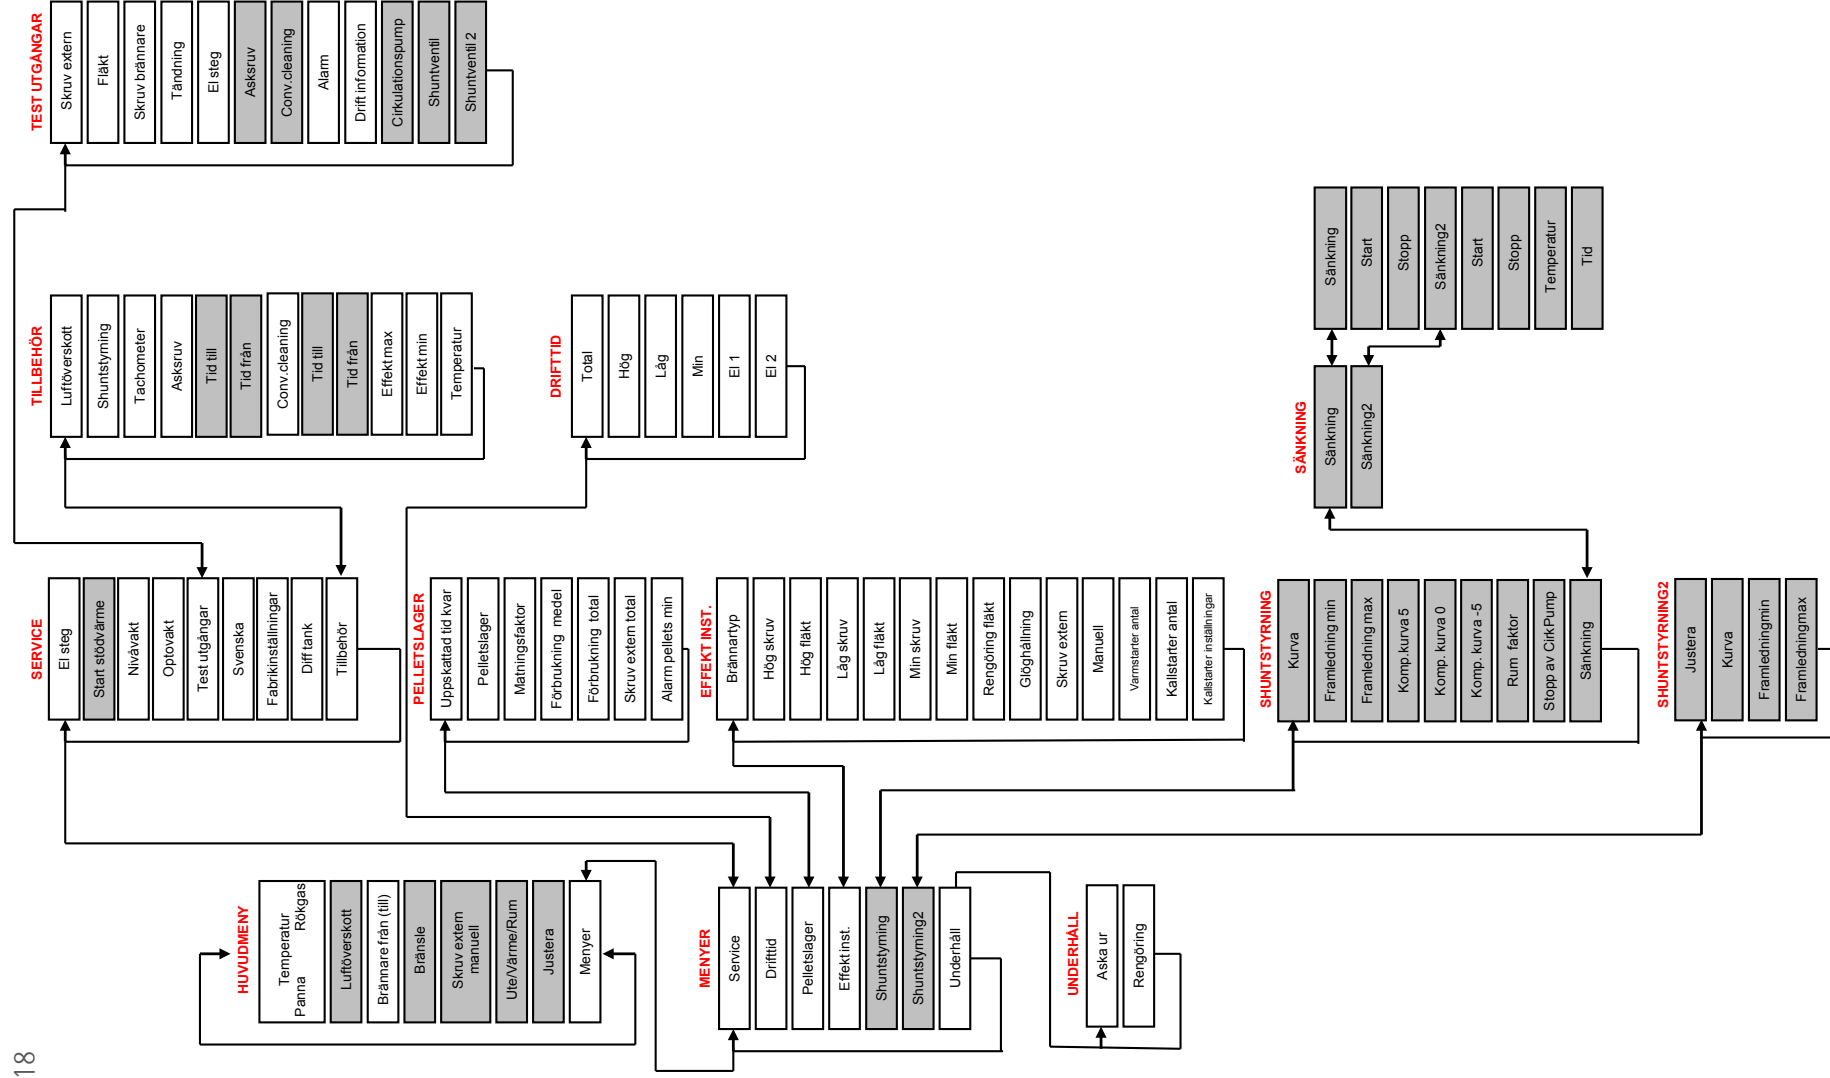 18
HUVUDMENY
Temperatur
Panna Rökgas
Luftöverskott
Brännare från (till)
Bränsle
Skruv extern
manuell
Ute/Värme/Rum
Justera
Menyer
MENYER
Service
Drifttid
Pelletslager
Effekt inst.
Shuntstyrning
Shuntstyrning2
Underhåll
UNDERHÅLL
Aska ur
Rengöring
SERVICE
El steg
Start stödvärme
Nivåvakt
Optovakt
Test utgångar
Svenska
Fabrikinställningar
Diff tank
Tillbehör
PELLETSLAGER
Uppskattad tid kvar
Pelletslager
Matningsfaktor
Förbrukning medel
Förbrukning total
Skruv extern total
Alarm pellets min
EFFEKT INST.
Brännartyp
Hög skruv
Hög fläkt
Låg skruv
Låg fläkt
Min skruv
Min fläkt
Rengöring fläkt
Glöghållning
Skruv extern
Manuell
Varmstarter antal
Kallstarter antal
Kallstarter inställningar
SHUNTSTYRNING
Kurva
Framledning min
Framledning max
Komp.kurva 5
Komp. kurva 0
Komp. kurva -5
Rum faktor
Stopp av Cirk Pump
Sänkning
SHUNTSTYRNING2
Justera
Kurva
Framledningmin
Framledningmax
TILLBEHÖR
Luftöverskott
Shuntstyrning
Tachometer
Asksruv
Tid till
Tid från
Conv.cleaning
Tid till
Tid från
Effekt max
Effekt min
Temperatur
DRIFTTID
Total
Hög
Låg
Min
El 1
El 2
SÄNKNING
Sänkning
Sänkning2
Sänkning
Start
Stopp
Sänkning2
Start
Stopp
Temperatur
Tid
TEST UTGÅNGAR
Skruv extern
Fläkt
Skruv brännare
Tändning
El steg
Asksruv
Conv.cleaning
Alarm
Drift information
Cirkulationspump
Shuntventil
Shuntventil 2